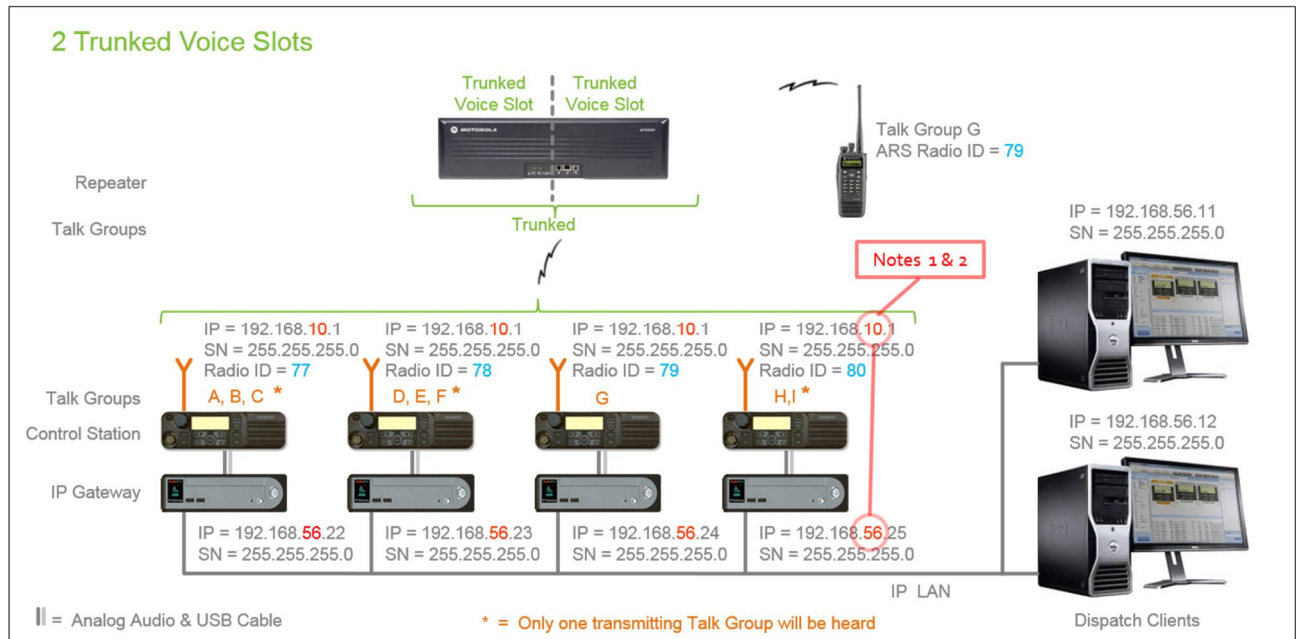 2 Trunked Voice Slots
Trunked
Voice Slot
Trunked
Voice Slot
MOTOROLA
Talk Group G
ARS Radio ID = 79
Repeater
Talk Groups
Trunked
IP = 192.168.56.11
SN = 255.255.255.0
Notes 1 & 2
IP = 192.168.10.1
SN = 255.255.255.0
Radio ID = 77
IP = 192.168.10.1
SN = 255.255.255.0
Radio ID = 78
IP = 192.168.10.1
SN = 255.255.255.0
Radio ID = 79
IP = 192.168.10.1
SN = 255.255.255.0
Radio ID = 80
Talk Groups
A, B, C *
D, E, F *
G
H,I *
Control Station
IP = 192.168.56.12
SN = 255.255.255.0
IP Gateway
IP = 192.168.56.22
SN = 255.255.255.0
IP = 192.168.56.23
SN = 255.255.255.0
IP = 192.168.56.24
SN = 255.255.255.0
IP = 192.168.56.25
SN = 255.255.255.0
IP LAN
= Analog Audio & USB Cable
* = Only one transmitting Talk Group will be heard
Dispatch Clients